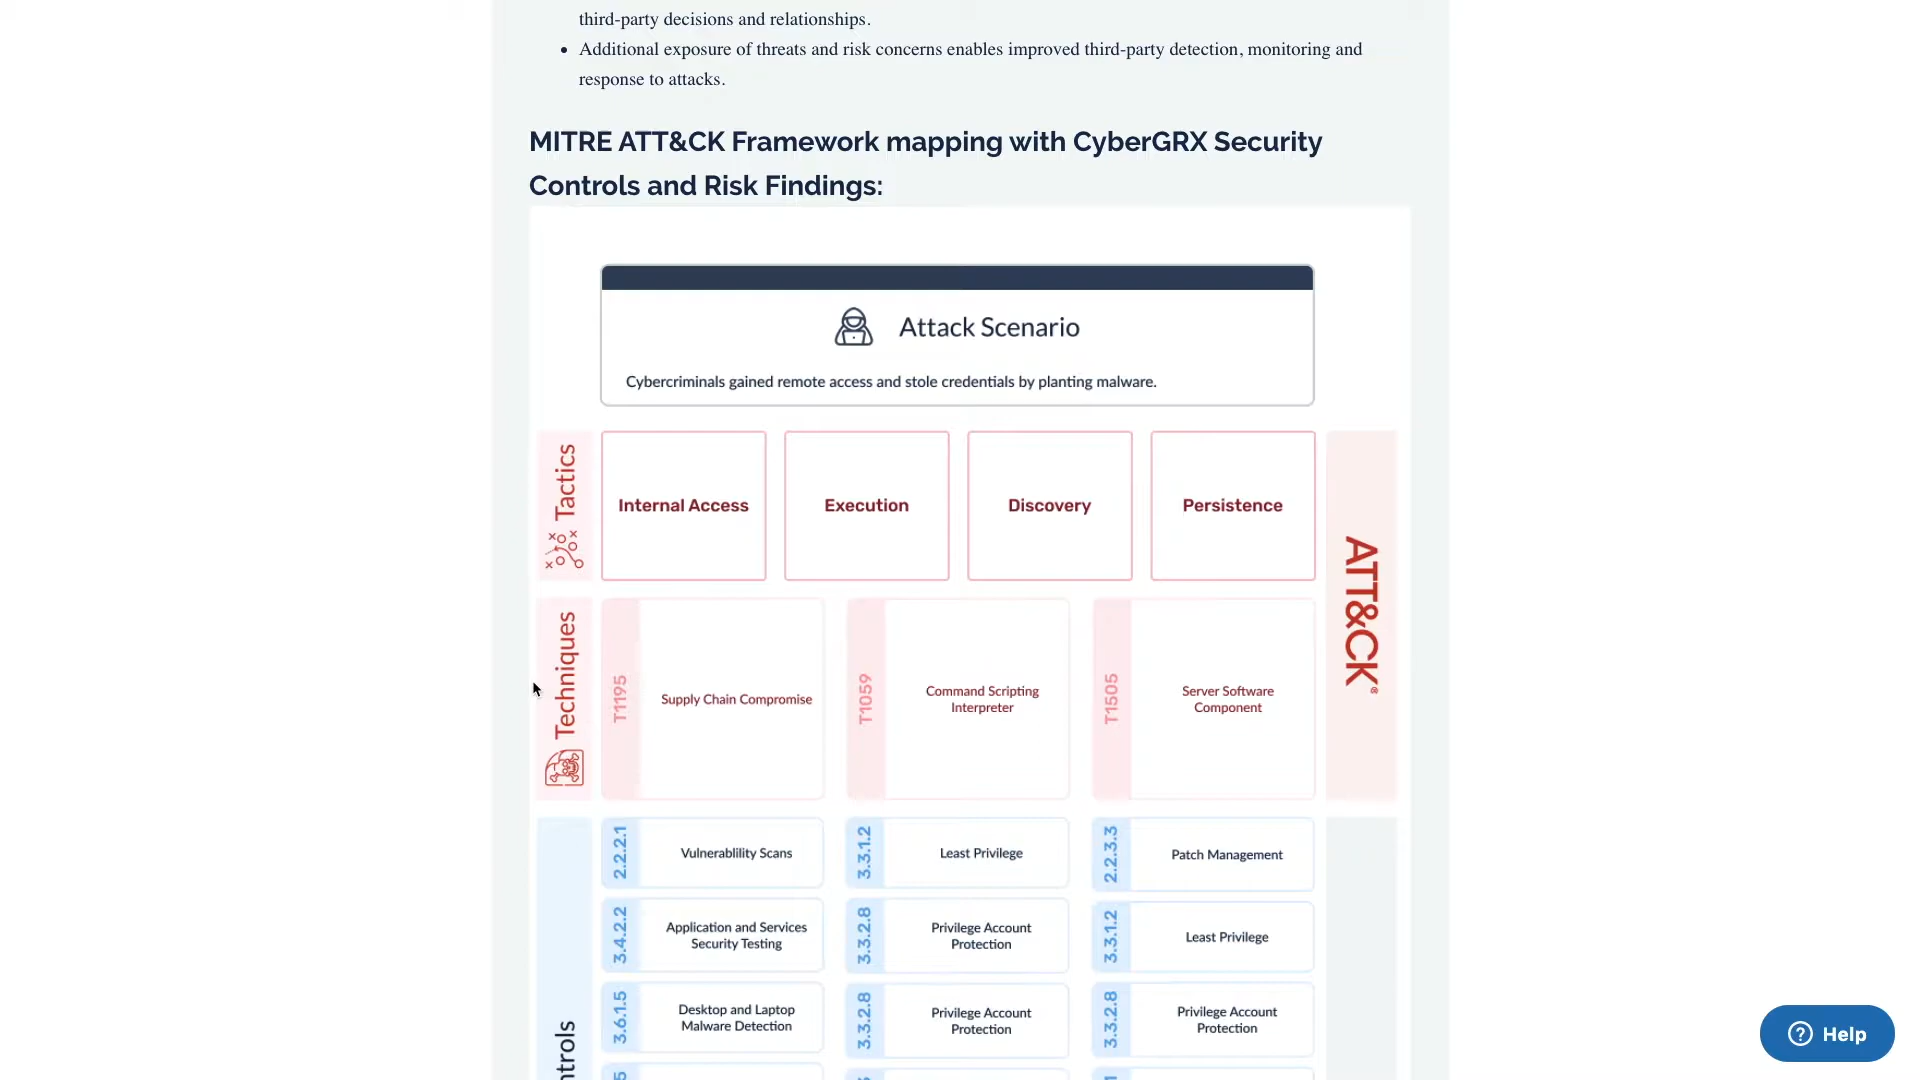 third-party decisions and relationships.
• Additional exposure of threats and risk concerns enables improved third-party detection, monitoring and
response to attacks.
MITRE ATT&CK Framework mapping with CyberGRX Security
Controls and Risk Findings:
Attack Scenario
Cybercriminals gained remote access and stole credentials by planting malware.
Tactics
Internal Access
Execution
Discovery
Persistence
ATT&CK®
Techniques
T1195
Supply Chain Compromise
T1059
Command Scripting
Interpreter
T1505
Server Software
Component
2.2.2.1
Vulnerablility Scans
3.3.1.2
Least Privilege
2.2.3.3
Patch Management
3.4.2.2
Application and Services
Security Testing
3.3.2.8
Privilege Account
Protection
3.3.1.2
Least Privilege
3.6.1.5
Desktop and Laptop
Malware Detection
3.3.2.8
Privilege Account
Protection
3.3.2.8
Privilege Account
Protection
ntrols
Help